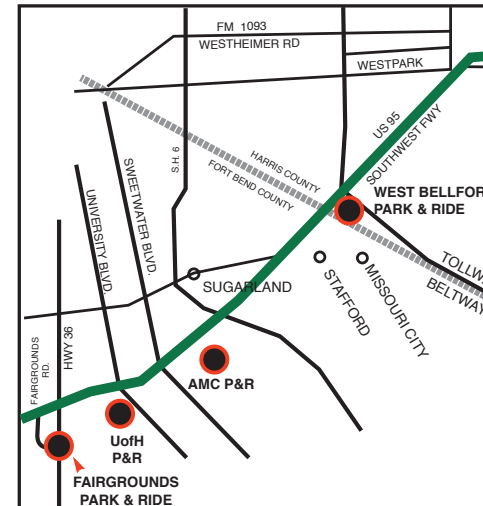 FM 1093
WESTHEIMER RD
WESTPARK
US 95
SOUTHWEST FWY
S.H. 6
HARRIS COUNTY
FORT BEND COUNTY
SWEETWATER BLVD.
UNIVERSITY BLVD.
WEST BELLFOR
PARK & RIDE
TOLLW
BELTWAY
SUGARLAND
STAFFORD
MISSOURI CITY
HWY 36
FAIRGROUNDS
RD.
AMC P&R
UofH
P&R
FAIRGROUNDS
PARK & RIDE